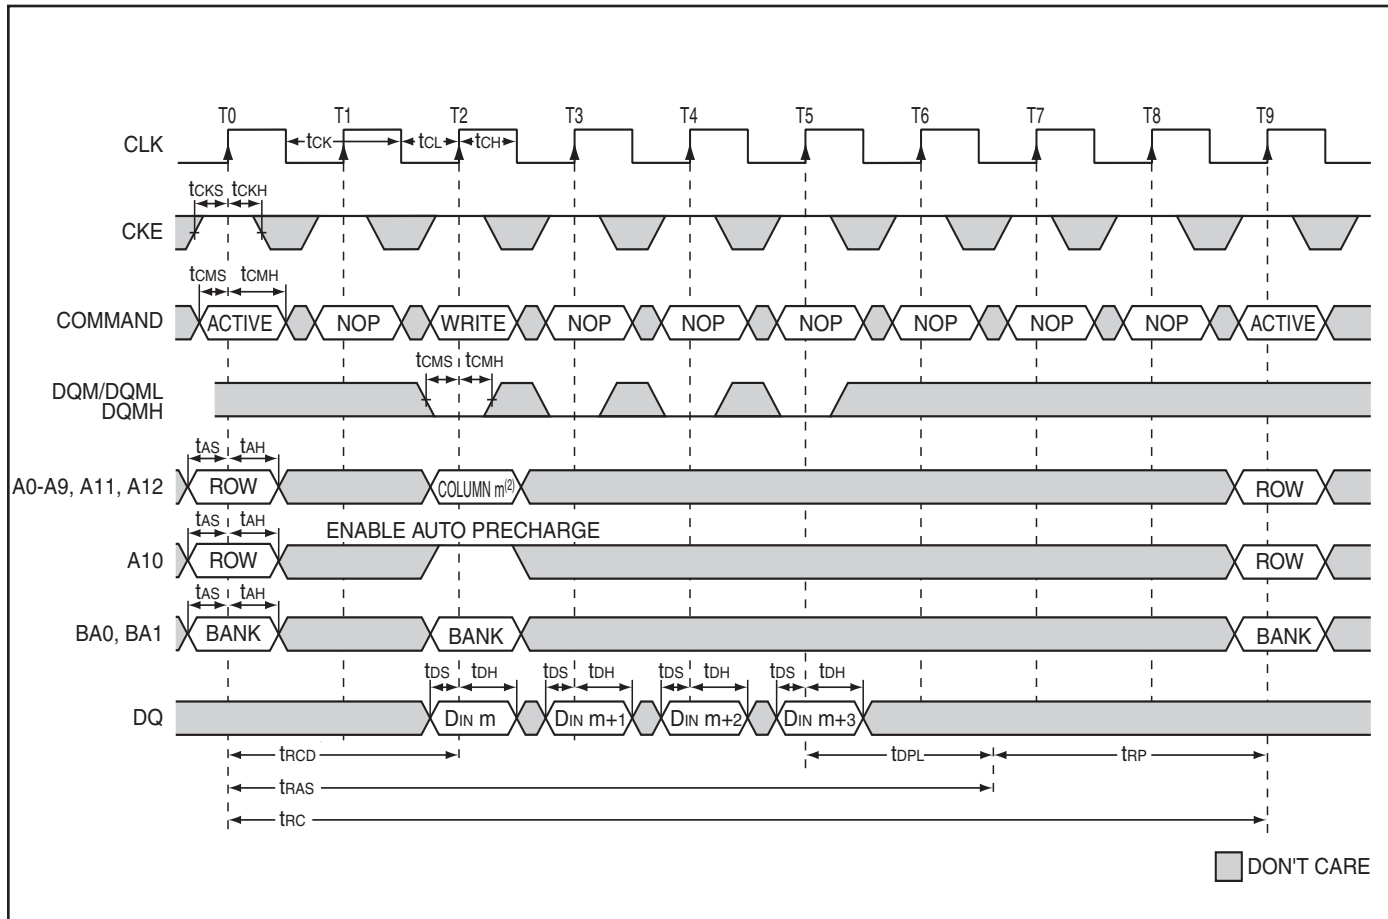 T0 T1 T2 T3 T4 T5 T6 T7 T8 T9
CLK tCK tCL tCH
tCKS tCKH
CKE
tCMS tCMH
COMMAND ACTIVE NOP WRITE NOP NOP NOP NOP NOP NOP ACTIVE
tCMS tCMH
DQM/DQML
DQMH
tAS tAH
A0-A9, A11, A12 ROW COLUMN m(2) ROW
tAS tAH ENABLE AUTO PRECHARGE
A10 ROW ROW
tAS tAH
BA0, BA1 BANK BANK BANK
tDS tDH tDS tDH tDS tDH tDS tDH
DQ DIN m DIN m+1 DIN m+2 DIN m+3
tRCD tDPL tRP
tRAS
tRC
DON'T CARE